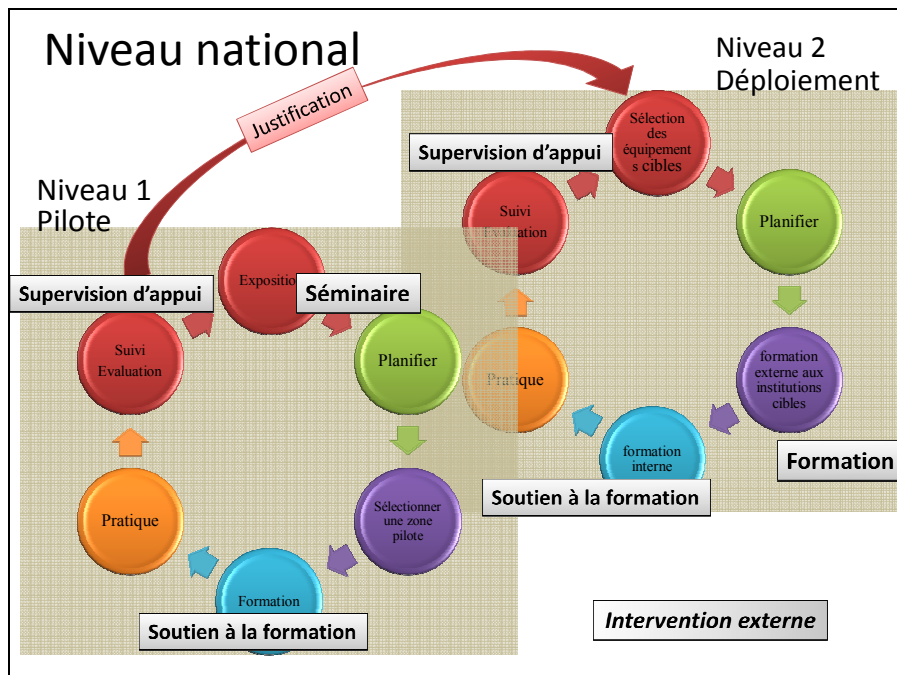 Niveau national
Niveau 2
Déploiement
Justification
Sélection
des
équipement
s cibles
Supervision d'appui
Niveau 1
Pilote
Suivi
Evaluation
Planifier
Exposition
Séminaire
Supervision d'appui
Suivi
Evaluation
Planifier
Pratique
formation
externe aux
institutions
cibles
formation
interne
Formation
Soutien à la formation
Pratique
Sélectionner
une zone
pilote
Formation
Soutien à la formation
Intervention externe